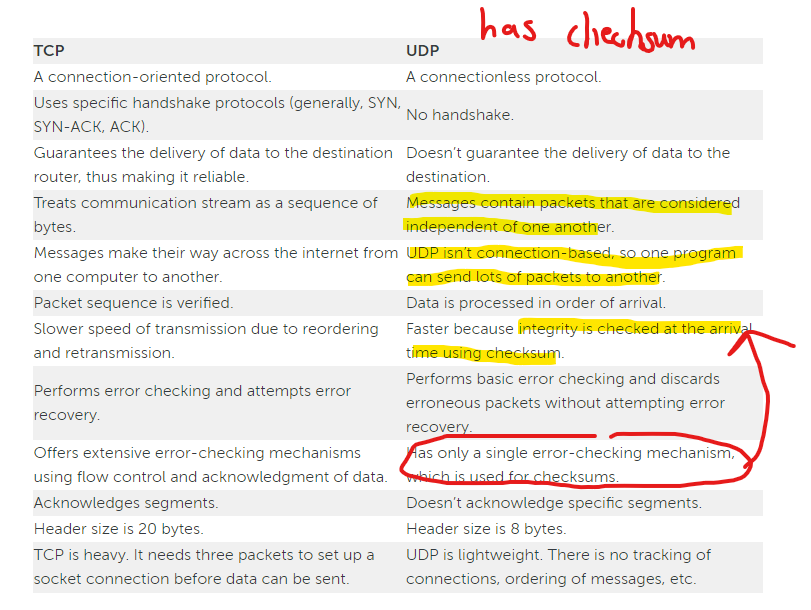 has checksum
TCP UDP
A connection-oriented protocol. A connectionless protocol.
Uses specific handshake protocols (generally, SYN,
SYN-ACK, ACK). No handshake.
Guarantees the delivery of data to the destination
router, thus making it reliable.
Doesn’t guarantee the delivery of data to the
destination.
Treats communication stream as a sequence of
bytes.
Messages contain packets that are considered
independent of one another.
Messages make their way across the internet from
one computer to another.
UDP isn’t connection-based, so one program
can send lots of packets to another.
Packet sequence is verified. Data is processed in order of arrival.
Slower speed of transmission due to reordering
and retransmission.
Faster because integrity is checked at the arrival
time using checksum.
Performs error checking and attempts error
recovery.
Performs basic error checking and discards
erroneous packets without attempting error
recovery.
Offers extensive error-checking mechanisms
using flow control and acknowledgment of data.
Has only a single error-checking mechanism,
which is used for checksums.
Acknowledges segments. Doesn’t acknowledge specific segments.
Header size is 20 bytes. Header size is 8 bytes.
TCP is heavy. It needs three packets to set up a
socket connection before data can be sent.
UDP is lightweight. There is no tracking of
connections, ordering of messages, etc.